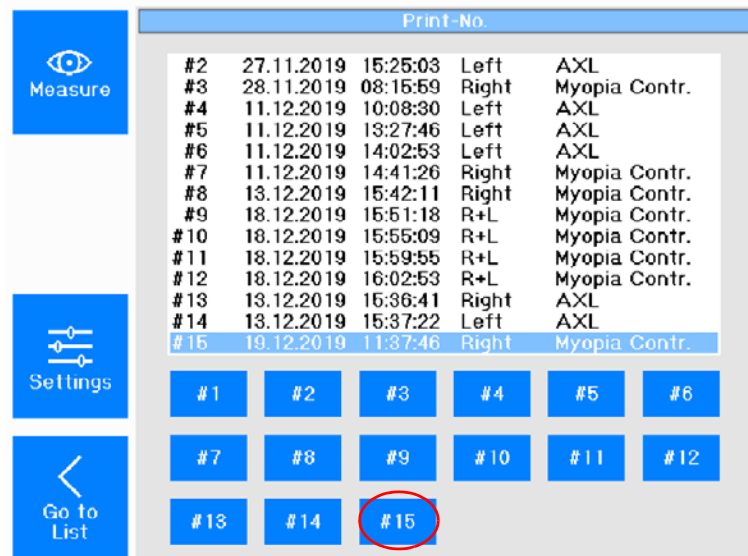 Print-No.
Measure
#2 27.11.2019 15:25:03 Left AXL
#3 28.11.2019 08:15:59 Right Myopia Contr.
#4 11.12.2019 10:08:30 Left AXL
#5 11.12.2019 13:27:46 Left AXL
#6 11.12.2019 14:02:53 Left AXL
#7 11.12.2019 14:41:26 Right Myopia Contr.
#8 13.12.2019 15:42:11 Right Myopia Contr.
#9 18.12.2019 15:51:18 R+L Myopia Contr.
#10 18.12.2019 15:55:09 R+L Myopia Contr.
#11 18.12.2019 15:59:55 R+L Myopia Contr.
#12 18.12.2019 16:02:53 R+L Myopia Contr.
#13 13.12.2019 15:36:41 Right AXL
#14 13.12.2019 15:37:22 Left AXL
#15 19.12.2019 11:37:46 Right Myopia Contr.
Settings
#1 #2 #3 #4 #5 #6
#7 #8 #9 #10 #11 #12
Go to
List
#13 #14 #15